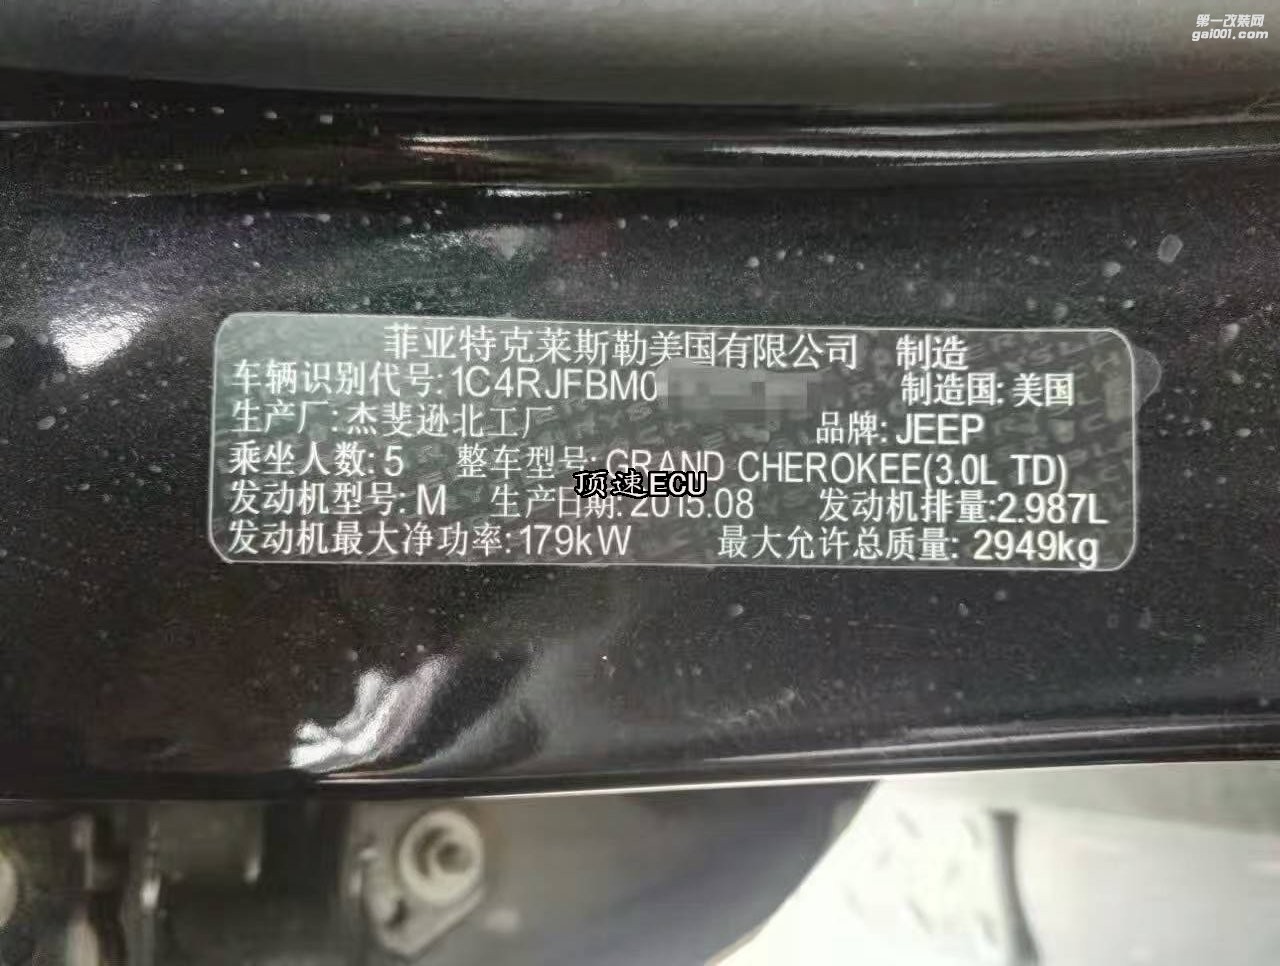 第一改装网
gai001.com
菲亚特克莱斯勒美国有限公司 制造
车辆识别代号:1C4RJFBM0 制造国:美国
生产厂:杰斐逊北工厂 品牌:JEEP
乘坐人数:5 整车型号:GRAND CHEROKEE(3.0L TD)
顶速ECU
发动机型号:M 生产日期:2015.08 发动机排量:2.987L
发动机最大净功率:179kW 最大允许总质量:2949kg